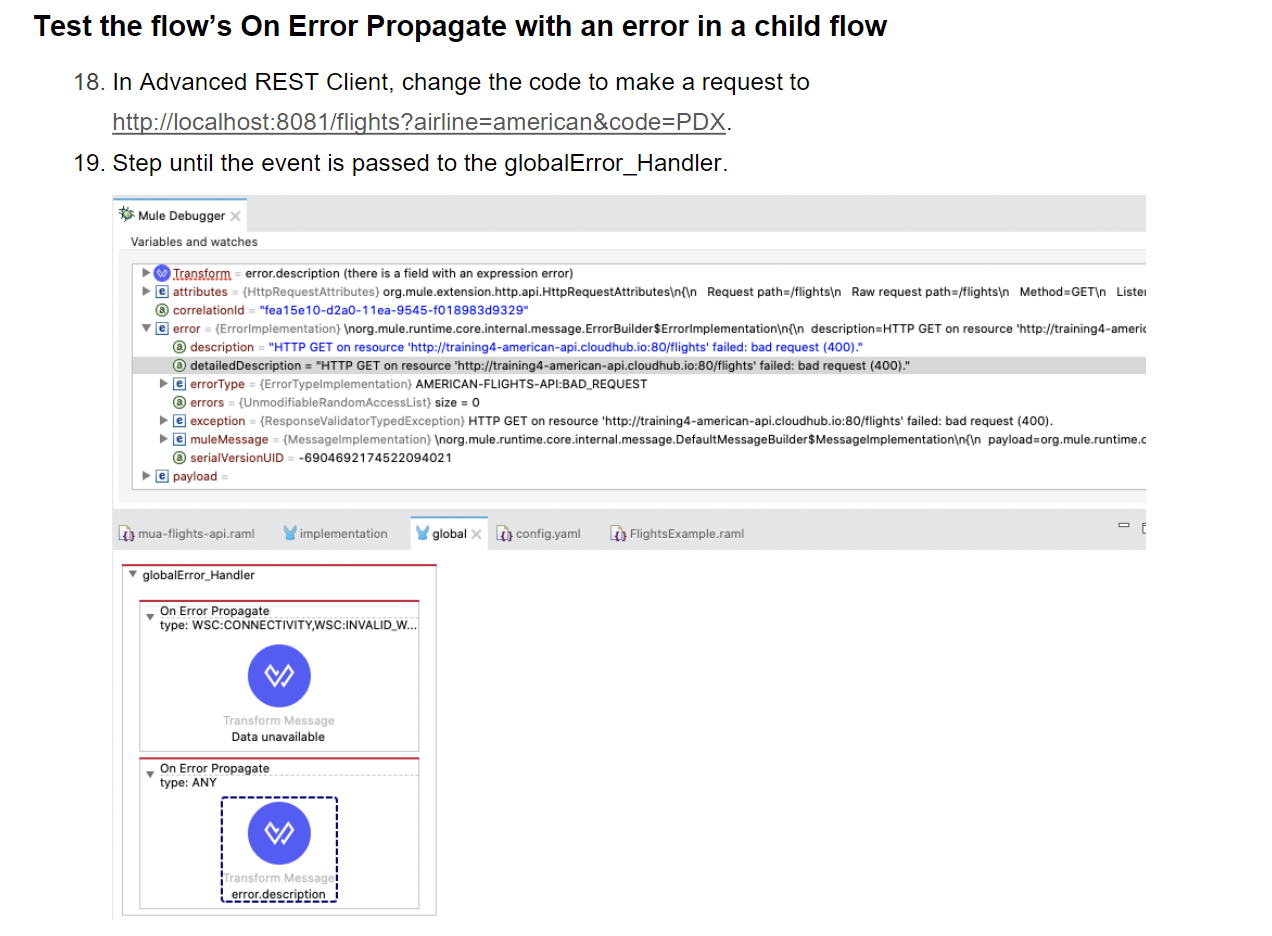 Test the flow’s On Error Propagate with an error in a child flow
18. In Advanced REST Client, change the code to make a request to
http://localhost:8081/flights?airline=american&code=PDX.
19. Step until the event is passed to the globalError_Handler.
Mule Debugger
Variables and watches
Transform = error.description (there is a field with an expression error)
attributes = {HttpRequestAttributes} org.mule.extension.http.api.HttpRequestAttributes\n{\n Request path=/flights\n Raw request path=/flights\n Method=GET\n Lister
correlationId = "fea15e10-d2a0-11ea-9545-f018983d9329"
error = {ErrorImplementation} \norg.mule.runtime.core.internal.message.ErrorBuilder$ErrorImplementation\n{\n description=HTTP GET on resource 'http://training4-americ
description = "HTTP GET on resource 'http://training4-american-api.cloudhub.io:80/flights' failed: bad request (400)."
detailedDescription = "HTTP GET on resource 'http://training4-american-api.cloudhub.io:80/flights' failed: bad request (400)."
errorType = {ErrorTypeImplementation} AMERICAN-FLIGHTS-API:BAD_REQUEST
errors = {UnmodifiableRandomAccessList} size = 0
exception = {ResponseValidatorTypedException} HTTP GET on resource 'http://training4-american-api.cloudhub.io:80/flights' failed: bad request (400).
muleMessage = {MessageImplementation} \norg.mule.runtime.core.internal.message.DefaultMessageBuilder$MessageImplementation\n{\n payload=org.mule.runtime.c
serialVersionUID = -6904692174522094021
payload =
mua-flights-api.raml implementation global config.yaml FlightsExample.raml
globalError_Handler
On Error Propagate
type: WSC:CONNECTIVITY,WSC:INVALID_W...
Transform Message
Data unavailable
On Error Propagate
type: ANY
Transform Message
error.description